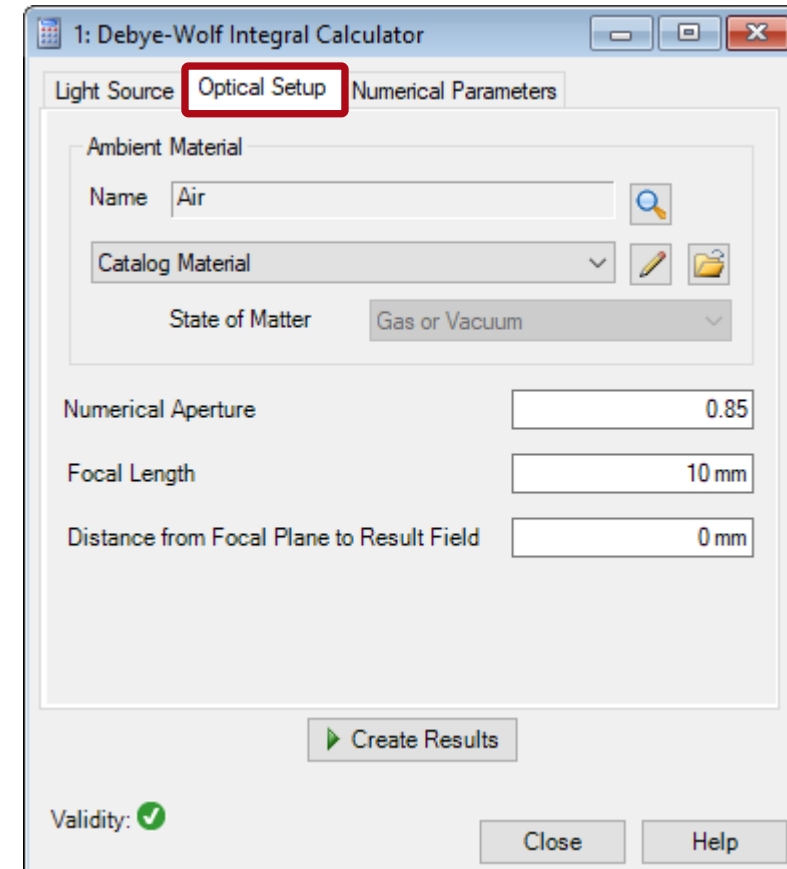 1: Debye-Wolf Integral Calculator
Light Source Optical Setup Numerical Parameters
Ambient Material
Name Air
Catalog Material
State of Matter Gas or Vacuum
Numerical Aperture 0.85
Focal Length 10 mm
Distance from Focal Plane to Result Field 0 mm
Create Results
Validity:
Close Help